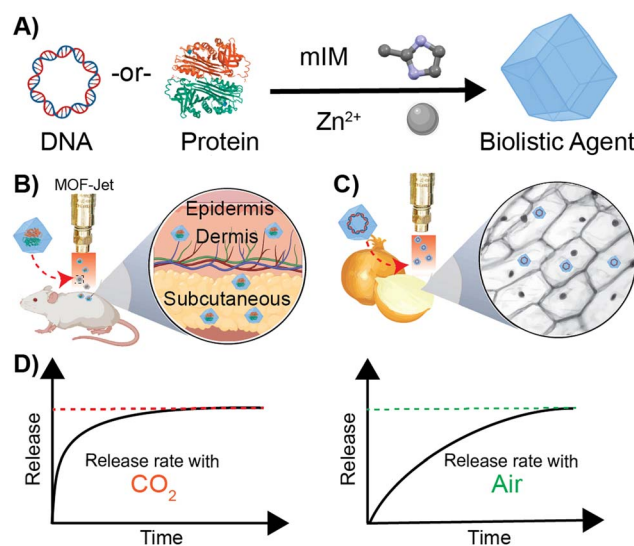 A)
DNA
-or-
Protein
mIM
Zn²⁺
Biolistic Agent
B)
MOF-Jet
Epidermis
Dermis
Subcutaneous
C)
D)
Release
Release rate with
CO₂
Time
Release
Release rate with
Air
Time